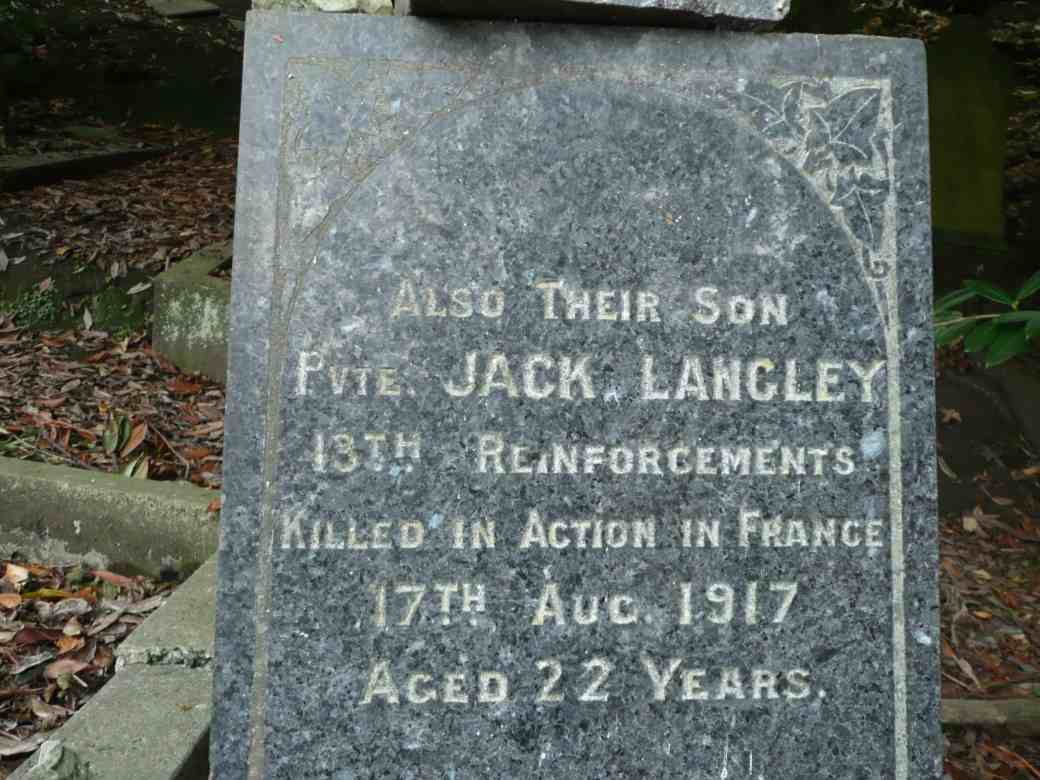 ALSO THEIR SON
PVTE. JACK LANGLEY
13TH REINFORCEMENTS
KILLED IN ACTION IN FRANCE
17TH AUG. 1917
AGED 22 YEARS.